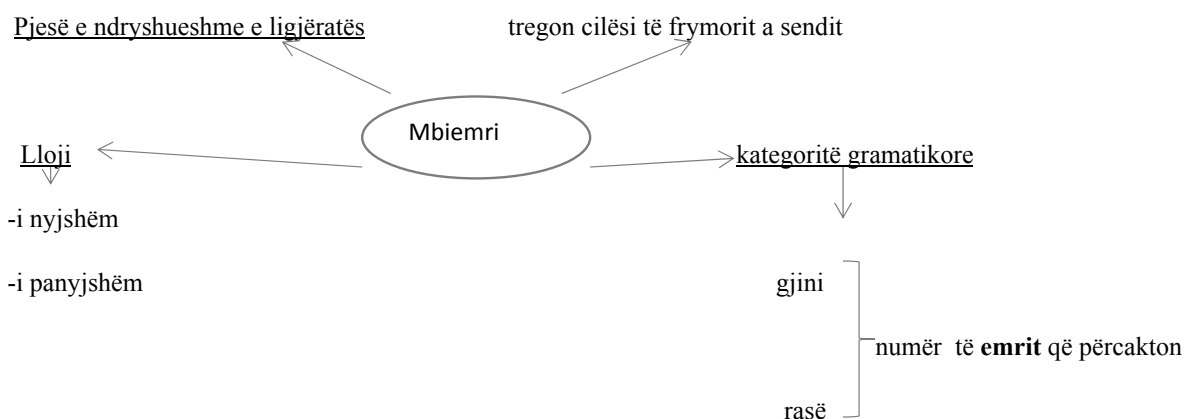 Pjesë e ndryshueshme e ligjëratës
tregon cilësi të frymorit a sendit
Mbiemri
Lloji
kategoritë gramatikore
-i nyjshëm
-i panyjshëm
gjini
numër të emrit që përcakton
rasë